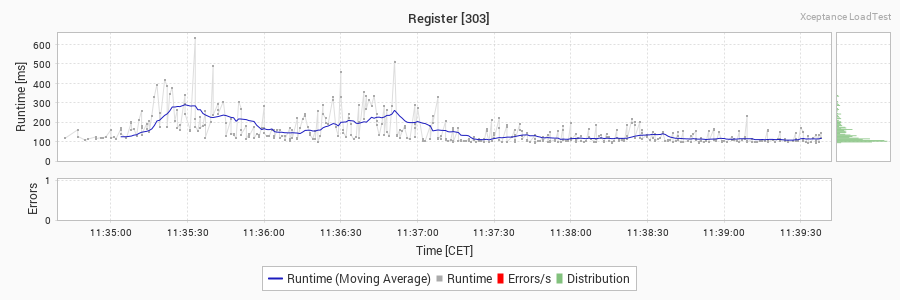 Register [303]
Xceptance LoadTest
Runtime [ms]
600
500
400
300
200
100
0
Errors
1
0
11:35:00 11:35:30 11:36:00 11:36:30 11:37:00 11:37:30 11:38:00 11:38:30 11:39:00 11:39:30
Time [CET]
Runtime (Moving Average) Runtime Errors/s Distribution